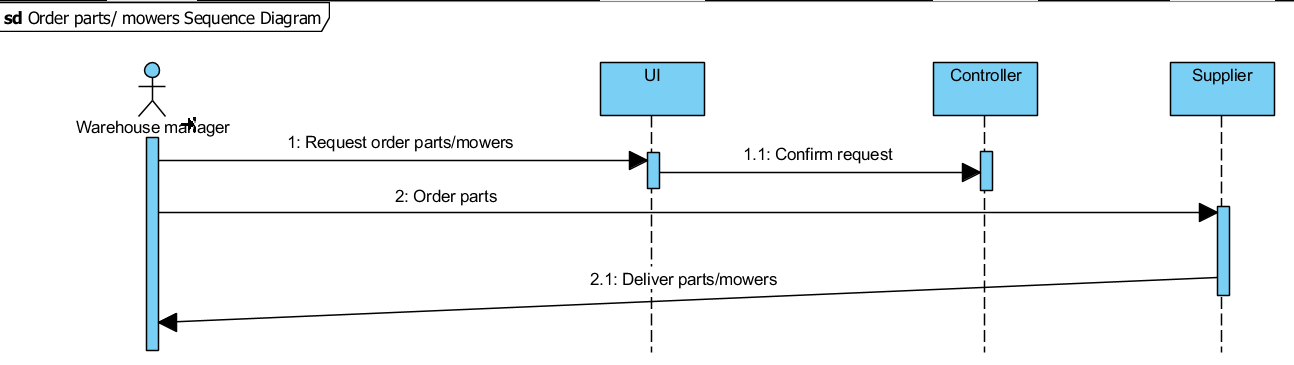 sd Order parts/ mowers Sequence Diagram
UI
Controller
Supplier
Warehouse manager
1: Request order parts/mowers
1.1: Confirm request
2: Order parts
2.1: Deliver parts/mowers